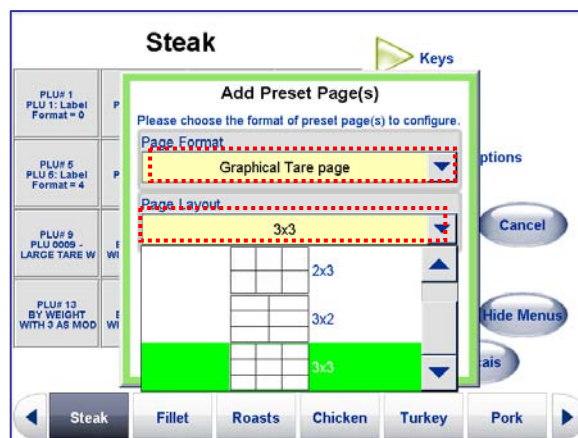 Steak
Keys
PLU# 1
PLU 1: Label
Format = 0
P
PLU# 5
PLU 5: Label
Format = 4
P
PLU# 9
PLU 0009 -
LARGE TARE W
WI
PLU# 13
BY WEIGHT
WITH 3 AS MOD
WI
Add Preset Page(s)
Please choose the format of preset page(s) to configure.
Page Format
Graphical Tare page
Page Layout
3x3
2x3
3x2
3x3
ptions
Cancel
Hide Menus
ais
Steak
Fillet
Roasts
Chicken
Turkey
Pork